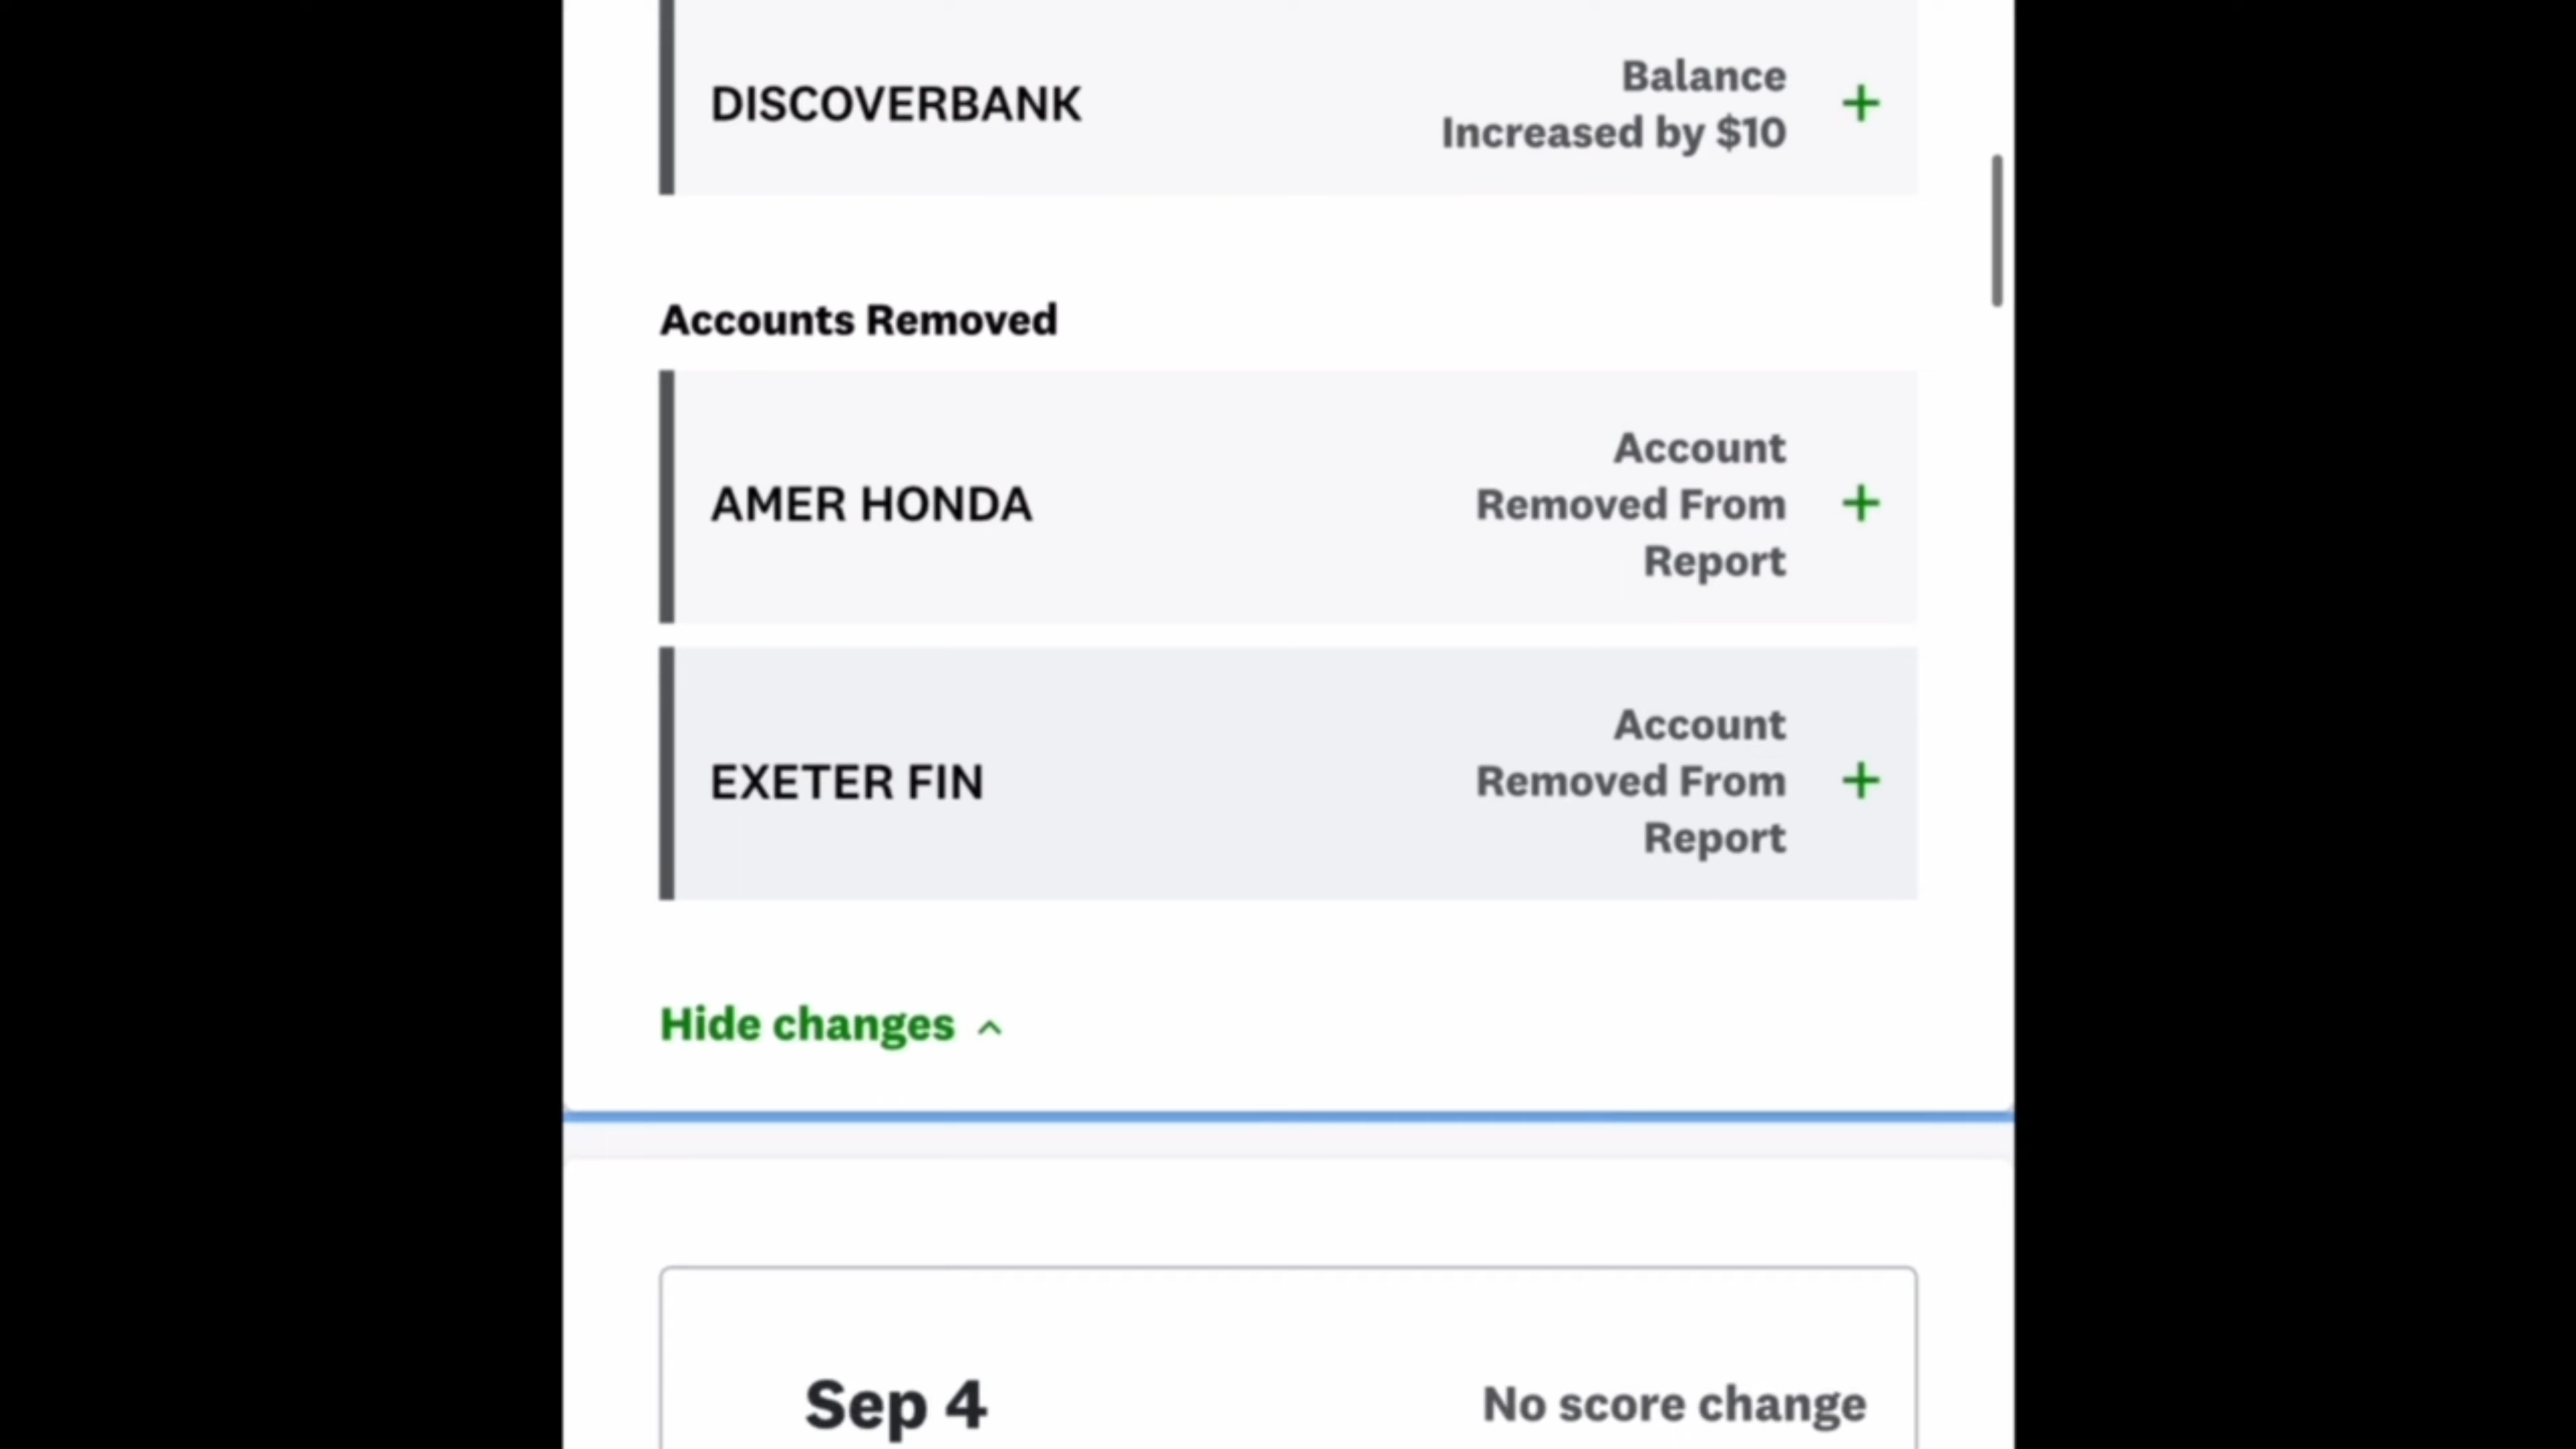 DISCOVERBANK
Balance
Increased by $10
Accounts Removed
AMER HONDA
Account
Removed From
Report
EXETER FIN
Account
Removed From
Report
Hide changes
Sep 4
No score change